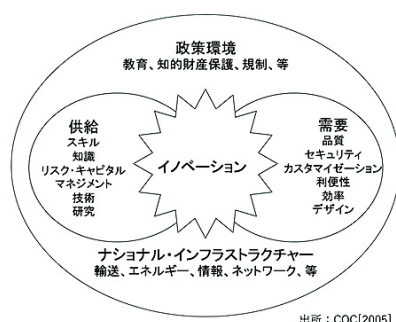 政策環境
教育、知的財産保護、規制、等
供給
スキル
知識
リスク・キャピタル
マネジメント
技術
研究
イノベーション
需要
品質
セキュリティ
カスタマイゼーション
利便性
効率
デザイン
ナショナル・インフラストラクチャー
輸送、エネルギー、情報、ネットワーク、等
出所：COC[2005]